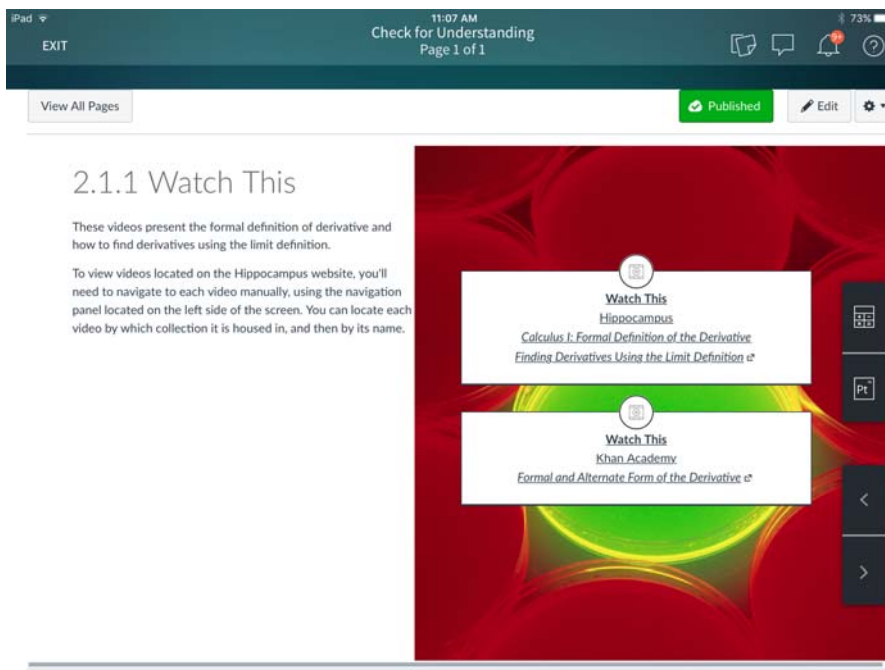 iPad
11:07 AM
73%
EXIT
Check for Understanding
Page 1 of 1
9+
?
View All Pages
Published
Edit
2.1.1 Watch This
These videos present the formal definition of derivative and
how to find derivatives using the limit definition.
To view videos located on the Hippocampus website, you'll
need to navigate to each video manually, using the navigation
panel located on the left side of the screen. You can locate each
video by which collection it is housed in, and then by its name.
Watch This
Hippocampus
Calculus I: Formal Definition of the Derivative
Finding Derivatives Using the Limit Definition
Watch This
Khan Academy
Formal and Alternate Form of the Derivative
Pt